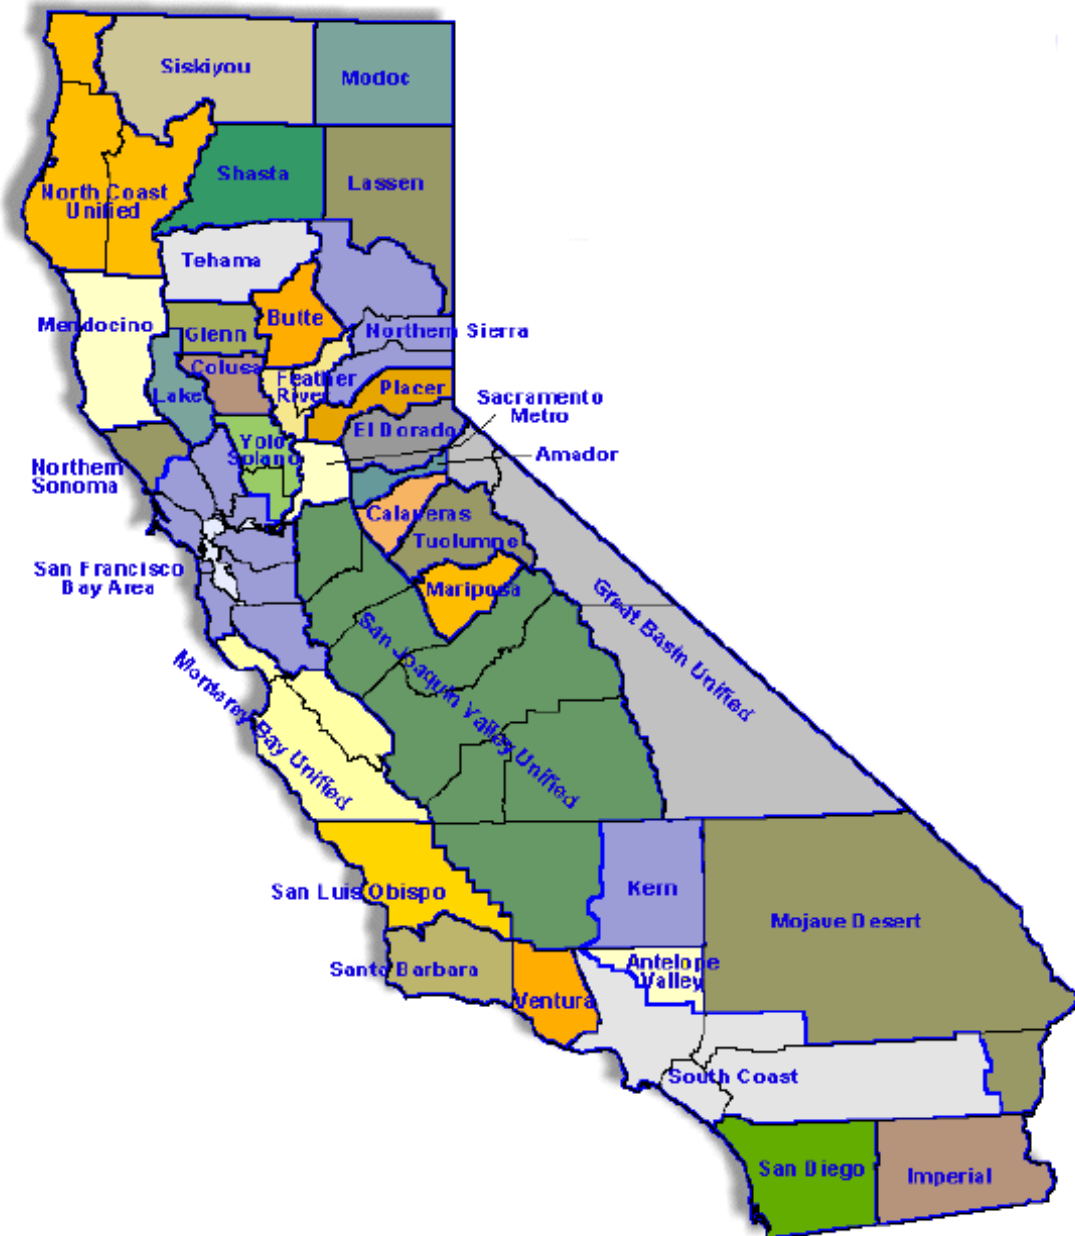 Siskiyou
Modoc
Shasta
Lassen
North Coast
Unified
Tehama
Mendocino
Glenn
Butte
Northern Sierra
Colusa
Lake
Feather
River
Placer
Sacramento
Metro
El Dorado
Yolo
Solano
Amador
Northern
Sonoma
Calaveras
Tuolumne
San Francisco
Bay Area
Mariposa
Great Basin Unified
San Joaquin Valley Unified
Monterey Bay Unified
San Luis Obispo
Kern
Mojave Desert
Santa Barbara
Antelope
Valley
Ventura
South Coast
San Diego
Imperial